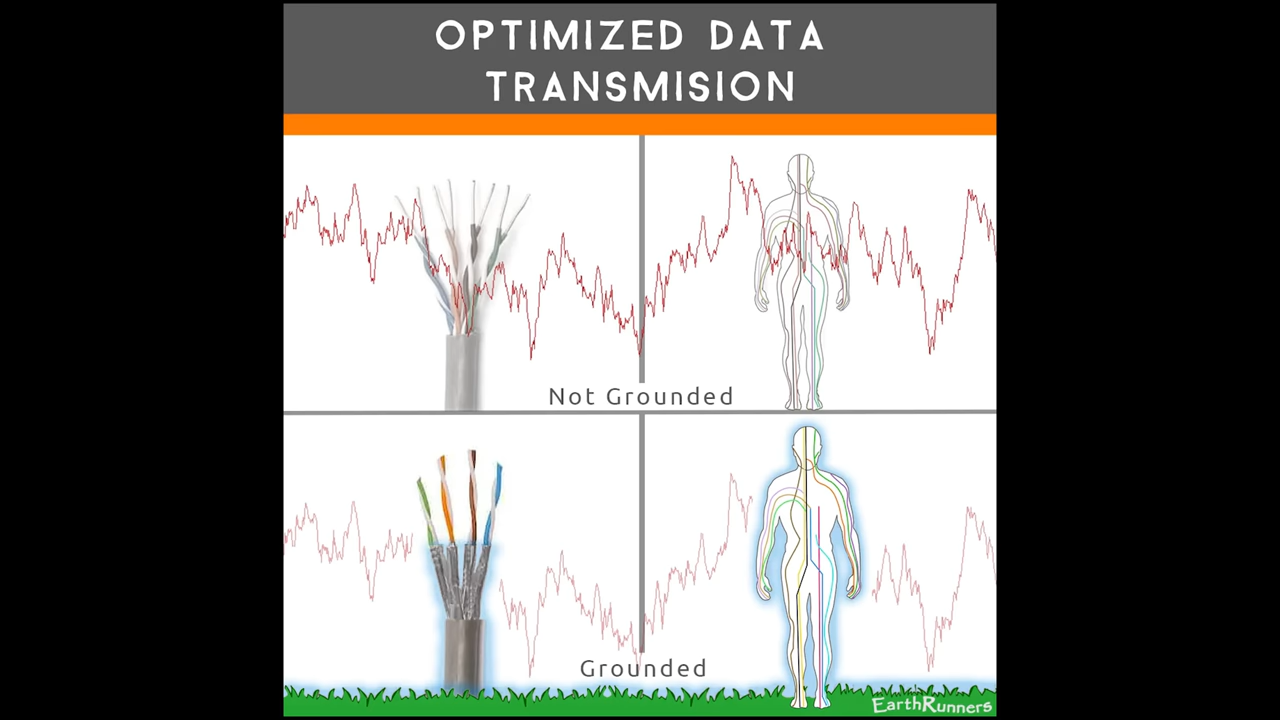 OPTIMIZED DATA
TRANSMISION
Not Grounded
Grounded
EarthRunners